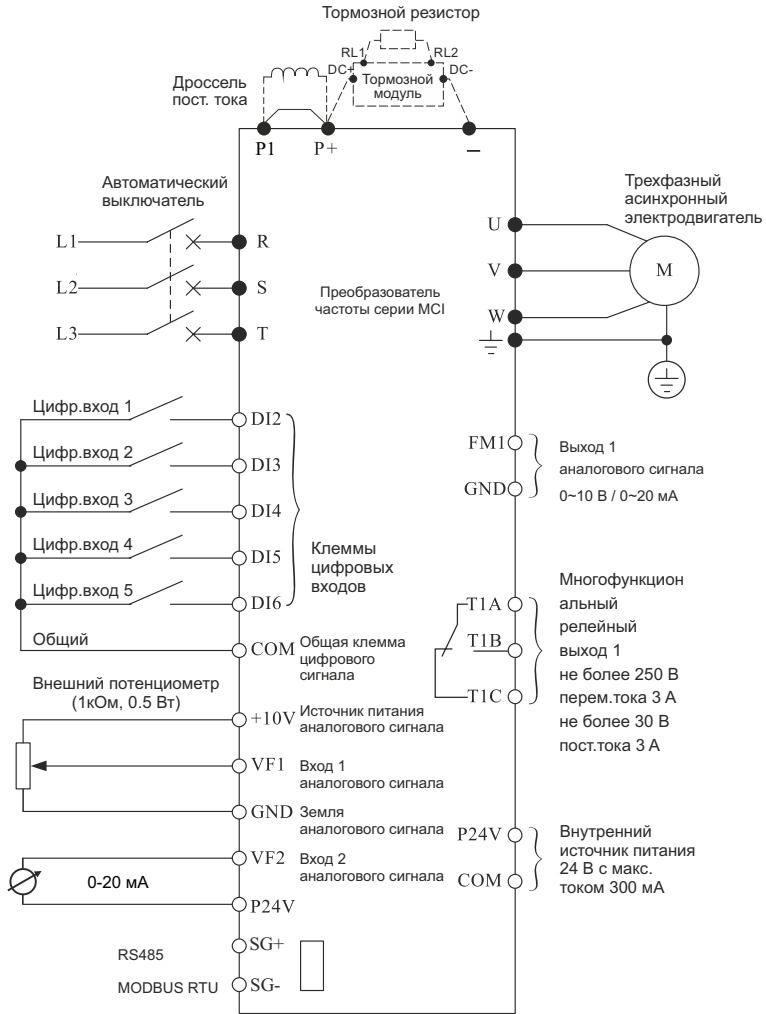 Тормозной резистор
RL1
RL2
DC+
DC-
Тормозной
модуль
Дроссель
пост. тока
P1
P+
–
Автоматический
выключатель
L1
R
L2
S
L3
T
Преобразователь
частоты серии MCI
Трехфазный
асинхронный
электродвигатель
U
V
W
M
Цифр.вход 1
DI2
Цифр.вход 2
DI3
Цифр.вход 3
DI4
Цифр.вход 4
DI5
Цифр.вход 5
DI6
Клеммы
цифровых
входов
Общий
COM
Общая клемма
цифрового
сигнала
Внешний потенциометр
(1кОм, 0.5 Вт)
+10V
Источник питания
аналогового сигнала
VF1
Вход 1
аналогового сигнала
GND
Земля
аналогового сигнала
VF2
Вход 2
аналогового сигнала
0-20 мА
P24V
RS485
SG+
MODBUS RTU
SG-
FM1
GND
Выход 1
аналогового сигнала
0~10 В / 0~20 мА
T1A
T1B
T1C
Многофункцион
альный
релейный
выход 1
не более 250 В
перем.тока 3 А
не более 30 В
пост.тока 3 А
P24V
COM
Внутренний
источник питания
24 В с макс.
током 300 мА